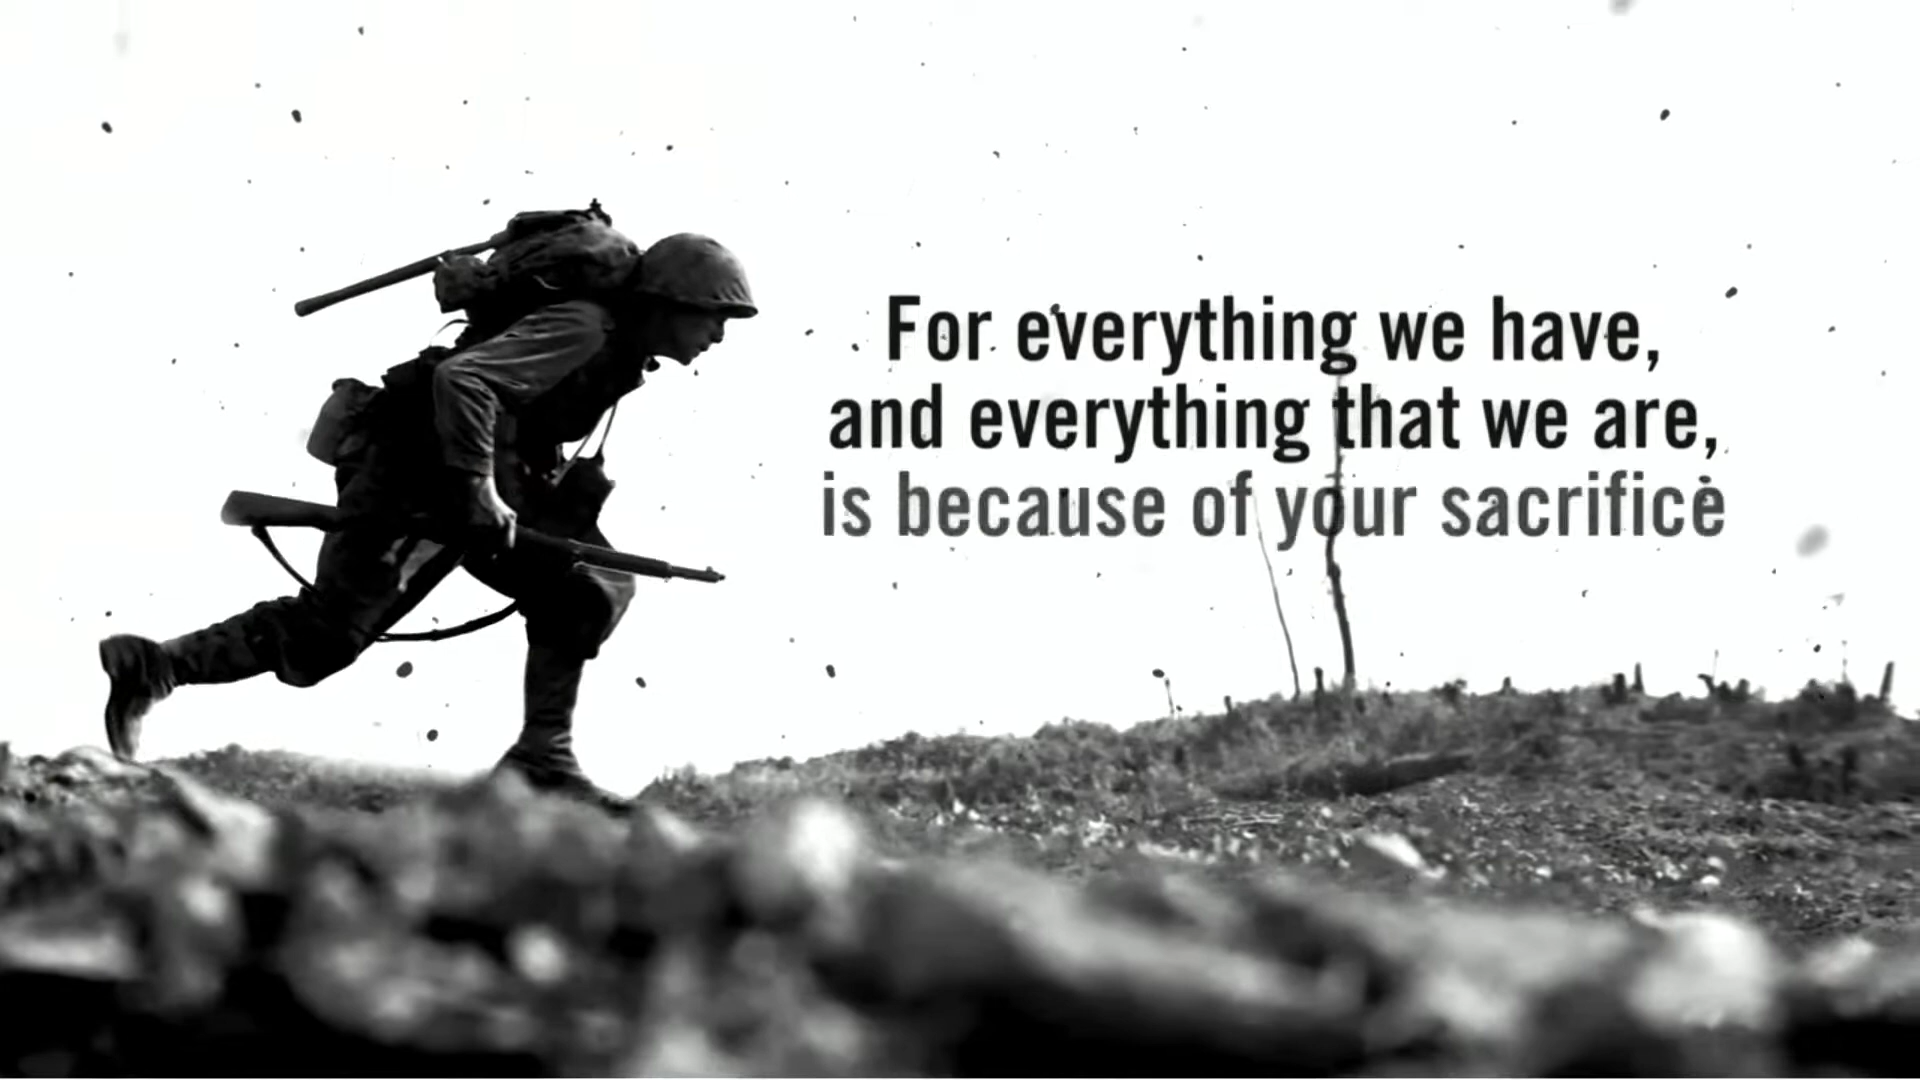 For everything we have,
and everything that we are,
is because of your sacrifice